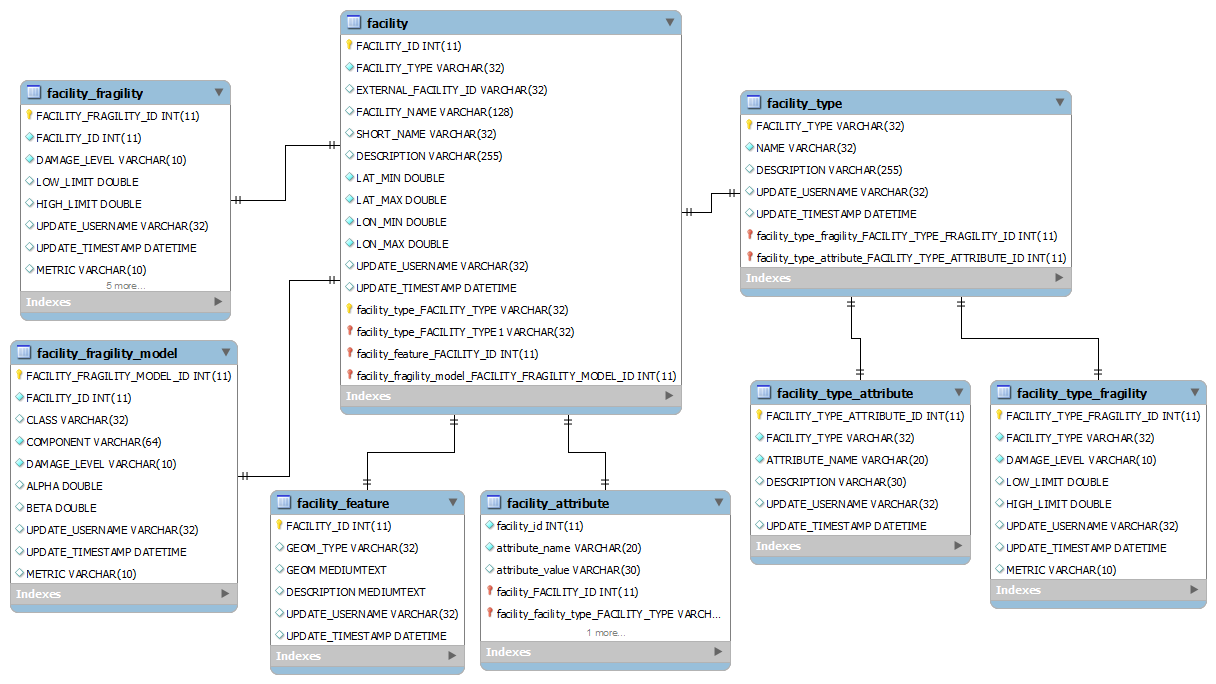 facility
FACILITY_ID INT(11)
FACILITY_TYPE VARCHAR(32)
EXTERNAL_FACILITY_ID VARCHAR(32)
FACILITY_NAME VARCHAR(128)
SHORT_NAME VARCHAR(32)
DESCRIPTION VARCHAR(255)
LAT_MIN DOUBLE
LAT_MAX DOUBLE
LON_MIN DOUBLE
LON_MAX DOUBLE
UPDATE_USERNAME VARCHAR(32)
UPDATE_TIMESTAMP DATETIME
facility_type_FACILITY_TYPE VARCHAR(32)
facility_type_FACILITY_TYPE1 VARCHAR(32)
facility_feature_FACILITY_ID INT(11)
facility_fragility_model_FACILITY_FRAGILITY_MODEL_ID INT(11)
Indexes
facility_fragility
FACILITY_FRAGILITY_ID INT(11)
FACILITY_ID INT(11)
DAMAGE_LEVEL VARCHAR(10)
LOW_LIMIT DOUBLE
HIGH_LIMIT DOUBLE
UPDATE_USERNAME VARCHAR(32)
UPDATE_TIMESTAMP DATETIME
METRIC VARCHAR(10)
5 more...
Indexes
facility_type
FACILITY_TYPE VARCHAR(32)
NAME VARCHAR(32)
DESCRIPTION VARCHAR(255)
UPDATE_USERNAME VARCHAR(32)
UPDATE_TIMESTAMP DATETIME
facility_type_fragility_FACILITY_TYPE_FRAGILITY_ID INT(11)
facility_type_attribute_FACILITY_TYPE_ATTRIBUTE_ID INT(11)
Indexes
facility_fragility_model
FACILITY_FRAGILITY_MODEL_ID INT(11)
FACILITY_ID INT(11)
CLASS VARCHAR(32)
COMPONENT VARCHAR(64)
DAMAGE_LEVEL VARCHAR(10)
ALPHA DOUBLE
BETA DOUBLE
UPDATE_USERNAME VARCHAR(32)
UPDATE_TIMESTAMP DATETIME
METRIC VARCHAR(10)
Indexes
facility_feature
FACILITY_ID INT(11)
GEOM_TYPE VARCHAR(32)
GEOM MEDIUMTEXT
DESCRIPTION MEDIUMTEXT
UPDATE_USERNAME VARCHAR(32)
UPDATE_TIMESTAMP DATETIME
Indexes
facility_attribute
facility_id INT(11)
attribute_name VARCHAR(20)
attribute_value VARCHAR(30)
facility_FACILITY_ID INT(11)
facility_facility_type_FACILITY_TYPE VARCH...
1 more...
Indexes
facility_type_attribute
FACILITY_TYPE_ATTRIBUTE_ID INT(11)
FACILITY_TYPE VARCHAR(32)
ATTRIBUTE_NAME VARCHAR(20)
DESCRIPTION VARCHAR(30)
UPDATE_USERNAME VARCHAR(32)
UPDATE_TIMESTAMP DATETIME
Indexes
facility_type_fragility
FACILITY_TYPE_FRAGILITY_ID INT(11)
FACILITY_TYPE VARCHAR(32)
DAMAGE_LEVEL VARCHAR(10)
LOW_LIMIT DOUBLE
HIGH_LIMIT DOUBLE
UPDATE_USERNAME VARCHAR(32)
UPDATE_TIMESTAMP DATETIME
METRIC VARCHAR(10)
Indexes